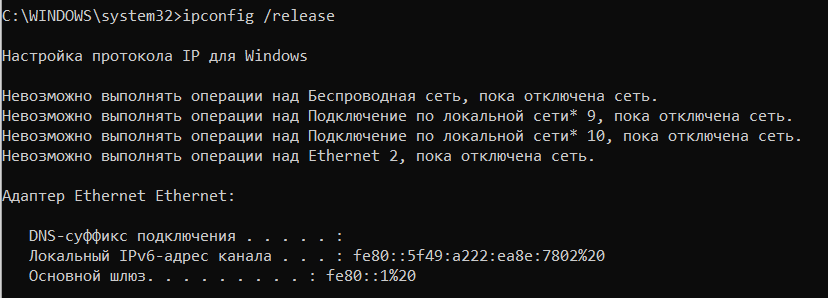 C:\WINDOWS\system32>ipconfig /release
Настройка протокола IP для Windows
Невозможно выполнять операции над Беспроводная сеть, пока отключена сеть.
Невозможно выполнять операции над Подключение по локальной сети* 9, пока отключена сеть.
Невозможно выполнять операции над Подключение по локальной сети* 10, пока отключена сеть.
Невозможно выполнять операции над Ethernet 2, пока отключена сеть.
Адаптер Ethernet Ethernet:
DNS-суффикс подключения . . . . . :
Локальный IPv6-адрес канала . . . : fe80::5f49:a222:ea8e:7802%20
Основной шлюз. . . . . . . . . : fe80::1%20